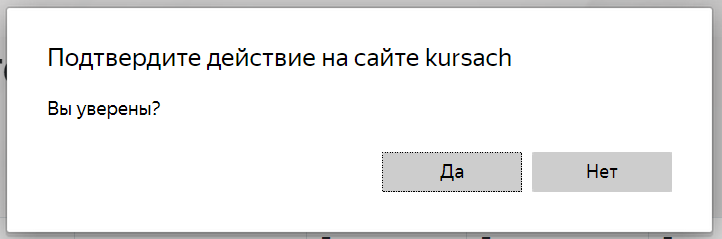 Подтвердите действие на сайте kursach
Вы уверены?
Да Нет